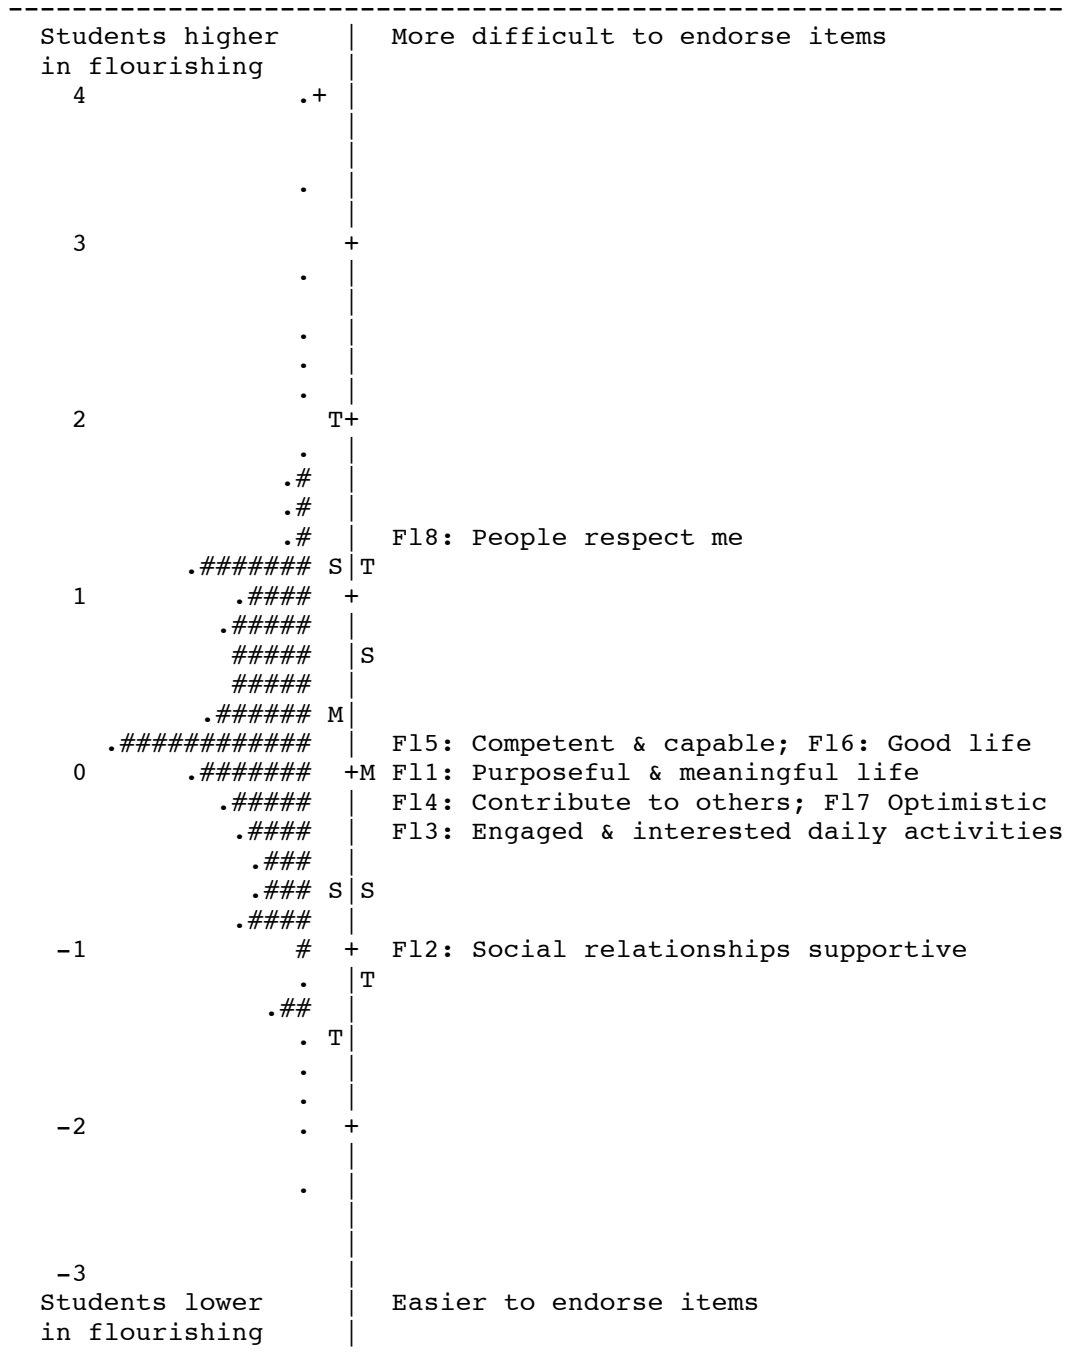 ------------------------------------------------------------------
Students higher | More difficult to endorse items
in flourishing |
4 .+ |
|
|
. |
|
3 +
. |
|
. |
. |
. |
2 T+
. |
.# |
.# |
.# | Fl8: People respect me
.####### S|T
1 .#### +
.##### |
##### |S
##### |
.###### M|
.############ | Fl5: Competent & capable; Fl6: Good life
0 .####### +M Fl1: Purposeful & meaningful life
.##### | Fl4: Contribute to others; Fl7 Optimistic
.#### | Fl3: Engaged & interested daily activities
.### |
.### S|S
.#### |
-1 # + Fl2: Social relationships supportive
. |T
.## |
. T|
. |
. |
-2 . +
|
. |
|
|
-3 |
Students lower | Easier to endorse items
in flourishing |